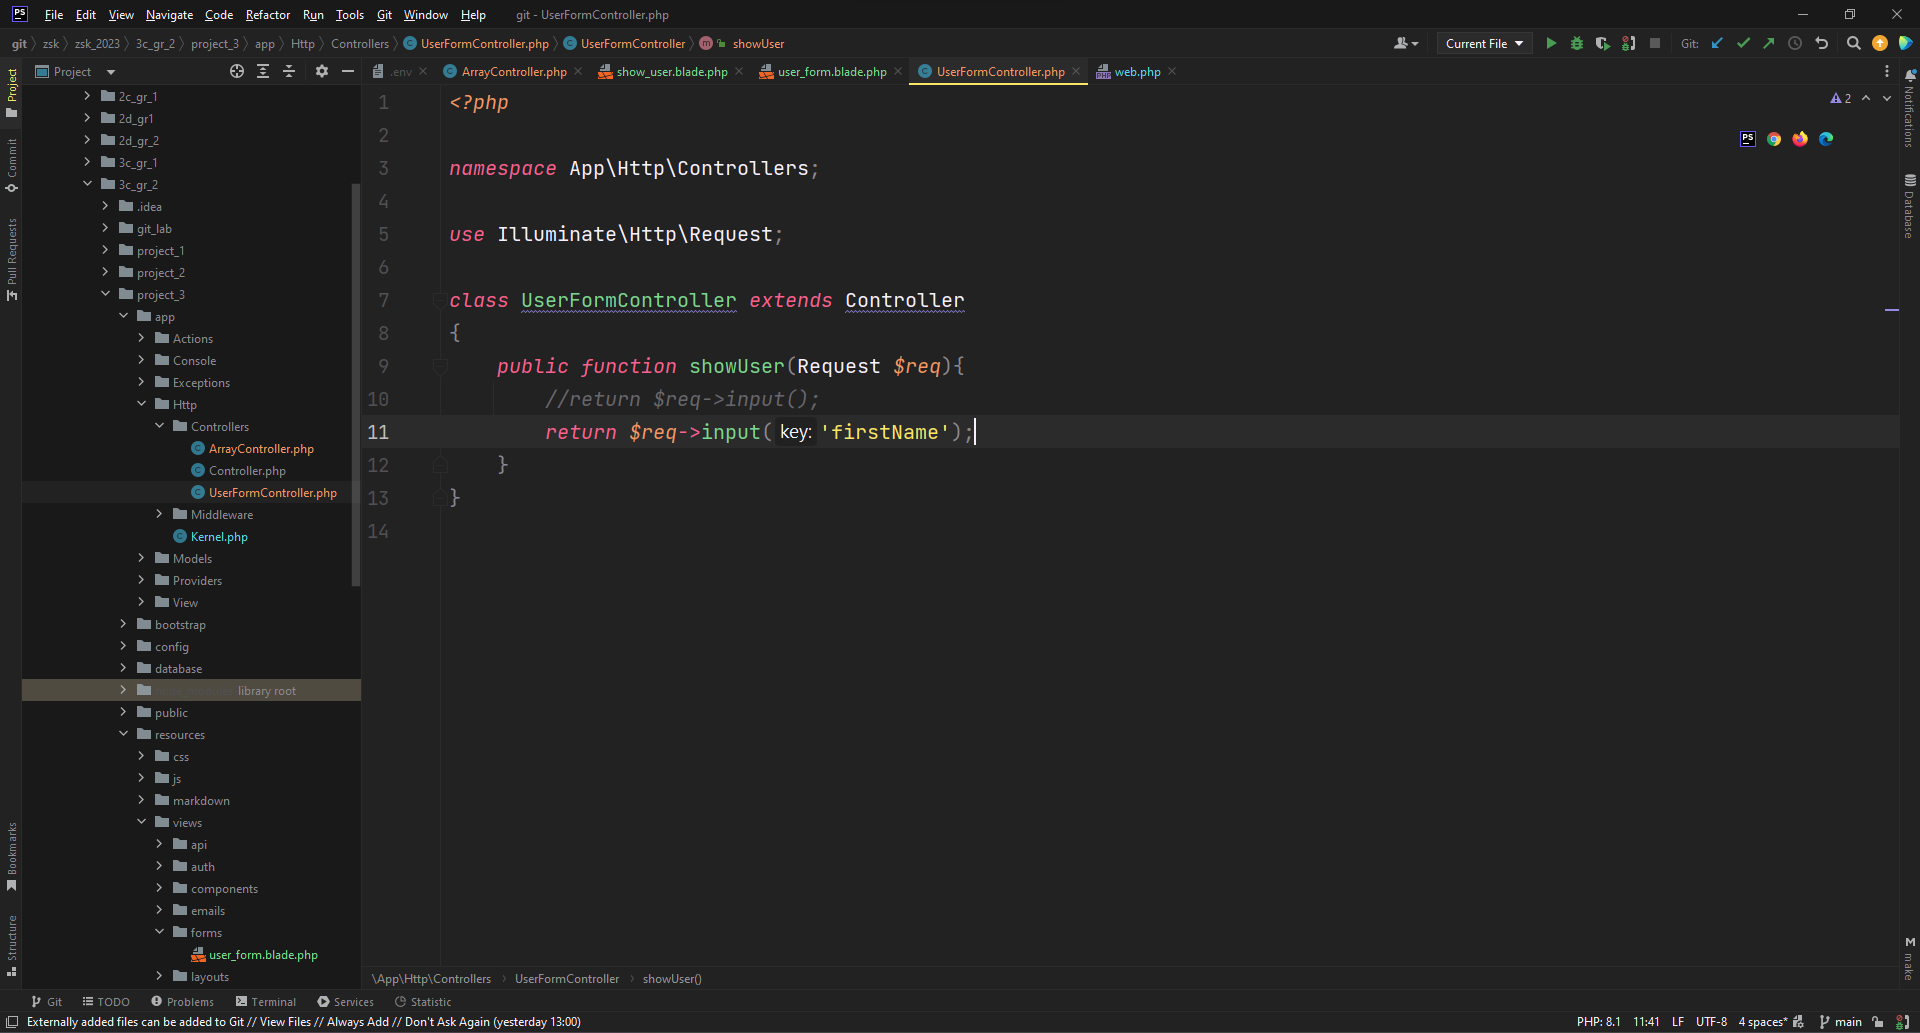 PS File Edit View Navigate Code Refactor Run Tools Git Window Help git - UserFormController.php
git zsk zsk_2023 3c_gr_2 project_3 app Http Controllers UserFormController.php UserFormController m showUser Current File Git:
Project .env ArrayController.php show_user.blade.php user_form.blade.php UserFormController.php web.php
Project
Commit
Pull Requests
Bookmarks
Structure
2c_gr_1
2d_gr1
2d_gr_2
3c_gr_1
3c_gr_2
.idea
git_lab
project_1
project_2
project_3
app
Actions
Console
Exceptions
Http
Controllers
ArrayController.php
Controller.php
UserFormController.php
Middleware
Kernel.php
Models
Providers
View
bootstrap
config
database
library root
public
resources
css
js
markdown
views
api
auth
components
emails
forms
user_form.blade.php
layouts
1 <?php
2
3 namespace App\Http\Controllers;
4
5 use Illuminate\Http\Request;
6
7 class UserFormController extends Controller
8 {
9 public function showUser(Request $req){
10 //return $req->input();
11 return $req->input( key: 'firstName');
12 }
13 }
14
2
PS
Notifications
Database
M make
\App\Http\Controllers UserFormController showUser()
Git TODO Problems Terminal Services Statistic
Externally added files can be added to Git // View Files // Always Add // Don't Ask Again (yesterday 13:00) PHP: 8.1 11:41 LF UTF-8 4 spaces* main